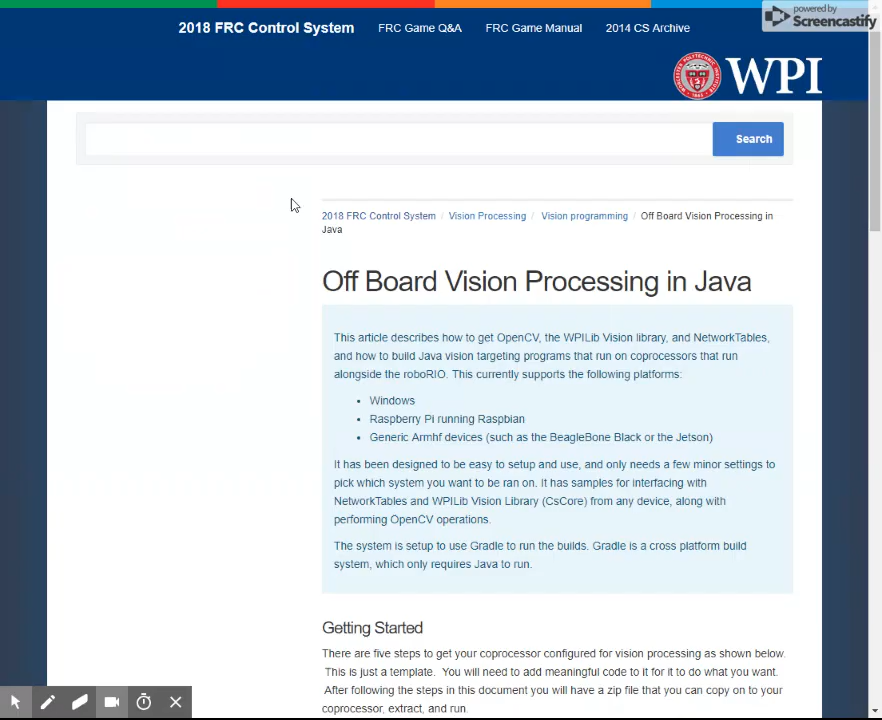 powered by
Screencastify
2018 FRC Control System FRC Game Q&A FRC Game Manual 2014 CS Archive
WPI
Search
2018 FRC Control System / Vision Processing / Vision programming / Off Board Vision Processing in
Java
Off Board Vision Processing in Java
This article describes how to get OpenCV, the WPILib Vision library, and NetworkTables,
and how to build Java vision targeting programs that run on coprocessors that run
alongside the roboRIO. This currently supports the following platforms:
• Windows
• Raspberry Pi running Raspbian
• Generic Armhf devices (such as the BeagleBone Black or the Jetson)
It has been designed to be easy to setup and use, and only needs a few minor settings to
pick which system you want to be ran on. It has samples for interfacing with
NetworkTables and WPILib Vision Library (CsCore) from any device, along with
performing OpenCV operations.
The system is setup to use Gradle to run the builds. Gradle is a cross platform build
system, which only requires Java to run.
Getting Started
There are five steps to get your coprocessor configured for vision processing as shown below.
This is just a template. You will need to add meaningful code to it for it to do what you want.
After following the steps in this document you will have a zip file that you can copy on to your
coprocessor, extract, and run.